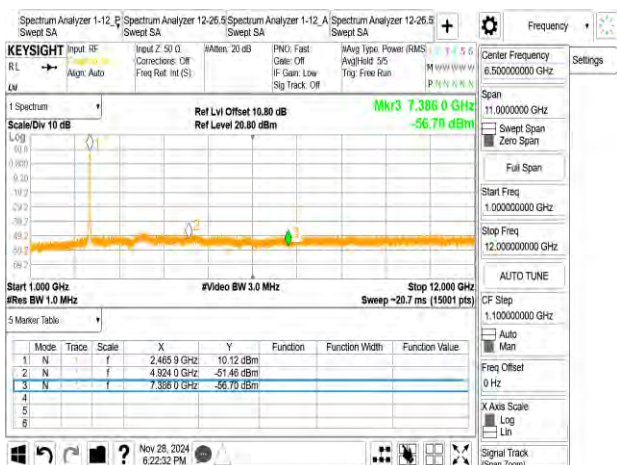 Spectrum Analyzer 1-12_P
Swept SA
Spectrum Analyzer 12-26.5
Swept SA
Spectrum Analyzer 1-12_A
Swept SA
Spectrum Analyzer 12-26.5
Swept SA
Frequency
Settings
KEYSIGHT
RL
Input: RF
Align: Auto
Input Z: 50 Ω
Corrections: Off
Freq Ref: Int (S)
#Atten: 20 dB
PNO: Fast
Gate: Off
IF Gain: Low
Sig Track: Off
#Avg Type: Power (RMS)
Avg|Hold: 5/5
Trig: Free Run
M W W W W W
P N N N N N
1 Spectrum
Scale/Div 10 dB
Log
Ref Lvl Offset 10.80 dB
Ref Level 20.80 dBm
Mkr3 7.386 0 GHz
-56.70 dBm
1
2
3
Start 1.000 GHz
#Res BW 1.0 MHz
#Video BW 3.0 MHz
Stop 12.000 GHz
Sweep ~20.7 ms (15001 pts)
5 Marker Table
Mode Trace Scale X Y Function Function Width Function Value
1 N 1 f 2.465 9 GHz 10.12 dBm
2 N 1 f 4.924 0 GHz -51.46 dBm
3 N 1 f 7.386 0 GHz -56.70 dBm
4
5
6
Nov 28, 2024
6:22:32 PM
Center Frequency
6.500000000 GHz
Span
11.0000000 GHz
Swept Span
Zero Span
Full Span
Start Freq
1.000000000 GHz
Stop Freq
12.000000000 GHz
AUTO TUNE
CF Step
1.100000000 GHz
Auto
Man
Freq Offset
0 Hz
X Axis Scale
Log
Lin
Signal Track
(Span Zoom)